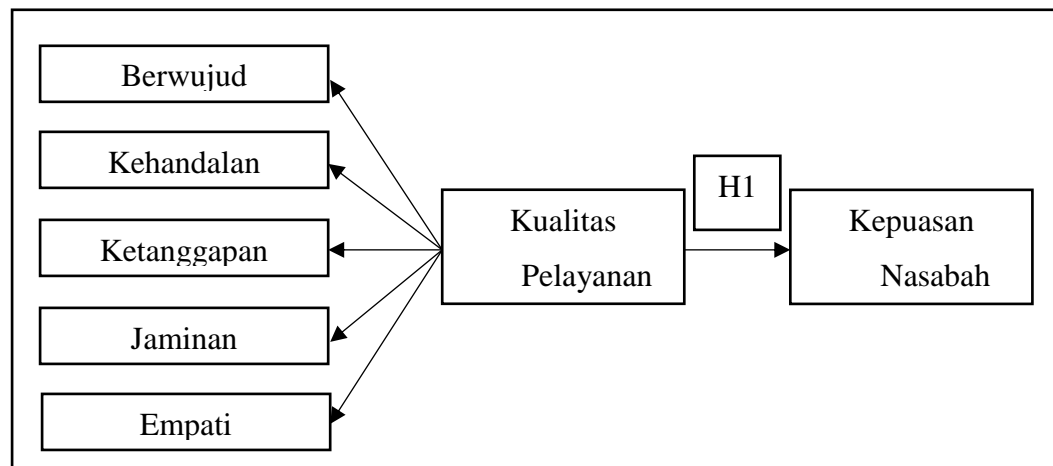 Berwujud
Kehandalan
Ketanggapan
Jaminan
Empati
Kualitas
Pelayanan
H1
Kepuasan
Nasabah